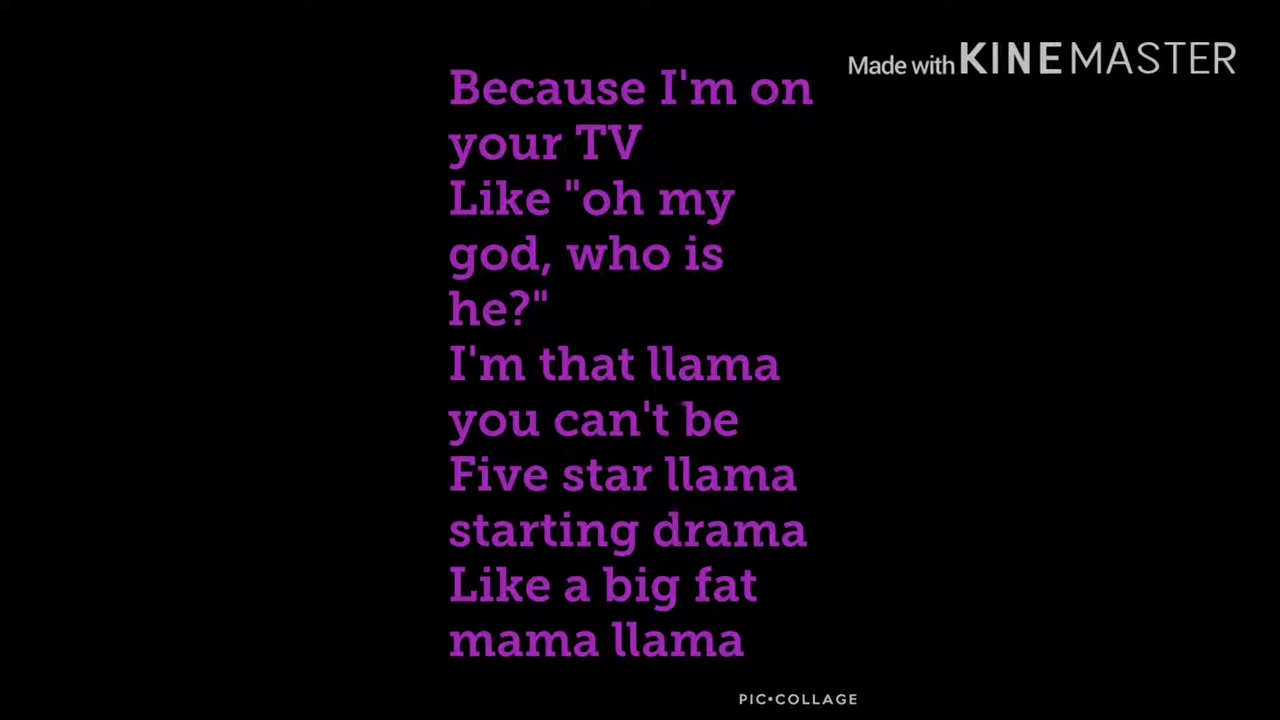 Made with KINEMASTER
Because I'm on
your TV
Like "oh my
god, who is
he?"
I'm that llama
you can't be
Five star llama
starting drama
Like a big fat
mama llama
PIC•COLLAGE